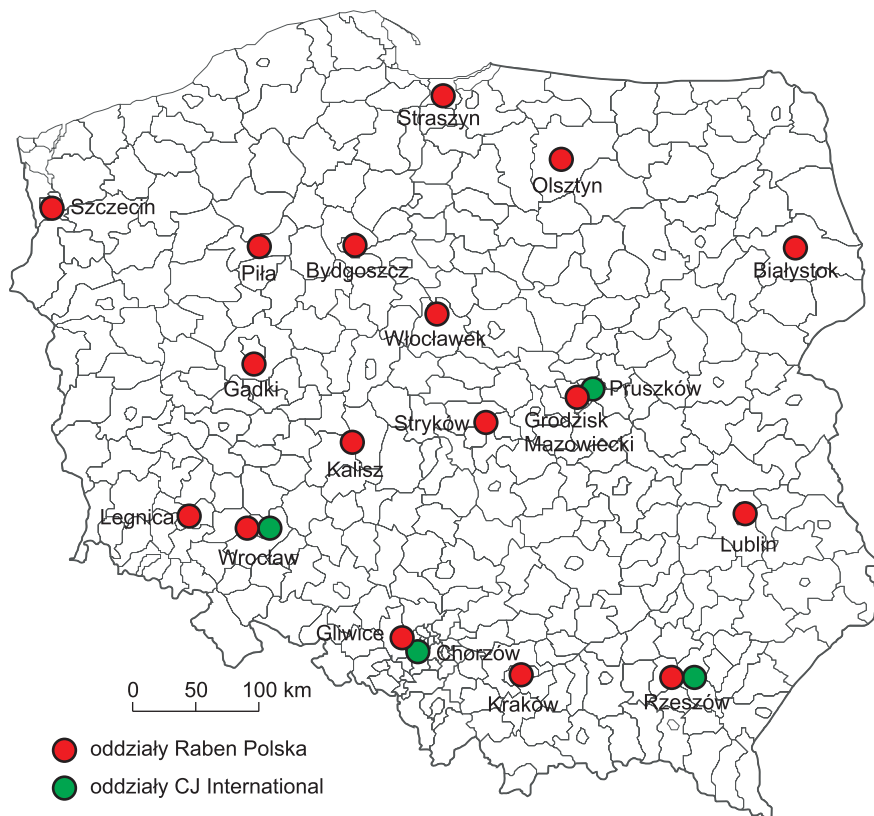 Straszyn
Olsztyn
Szczecin
Piła
Bydgoszcz
Białystok
Włocławek
Gądki
Pruszków
Grodzisk
Mazowiecki
Stryków
Kalisz
Legnica
Wrocław
Lublin
Gliwice
Chorzów
Kraków
Rzeszów
0 50 100 km
oddziały Raben Polska
oddziały CJ International